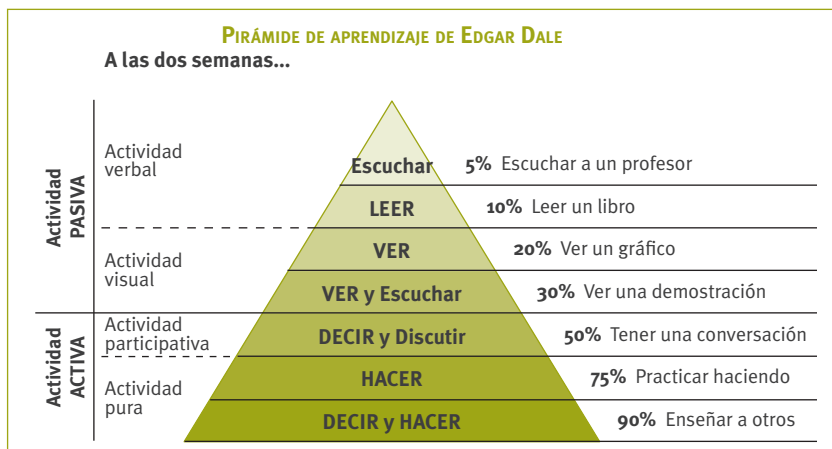 Pirámide de aprendizaje de Edgar Dale
A las dos semanas...
Actividad
PASIVA
Actividad
verbal
Escuchar 5% Escuchar a un profesor
LEER 10% Leer un libro
Actividad
visual
VER 20% Ver un gráfico
VER y Escuchar 30% Ver una demostración
Actividad
ACTIVA
Actividad
participativa
DECIR y Discutir 50% Tener una conversación
Actividad
pura
HACER 75% Practicar haciendo
DECIR y HACER 90% Enseñar a otros